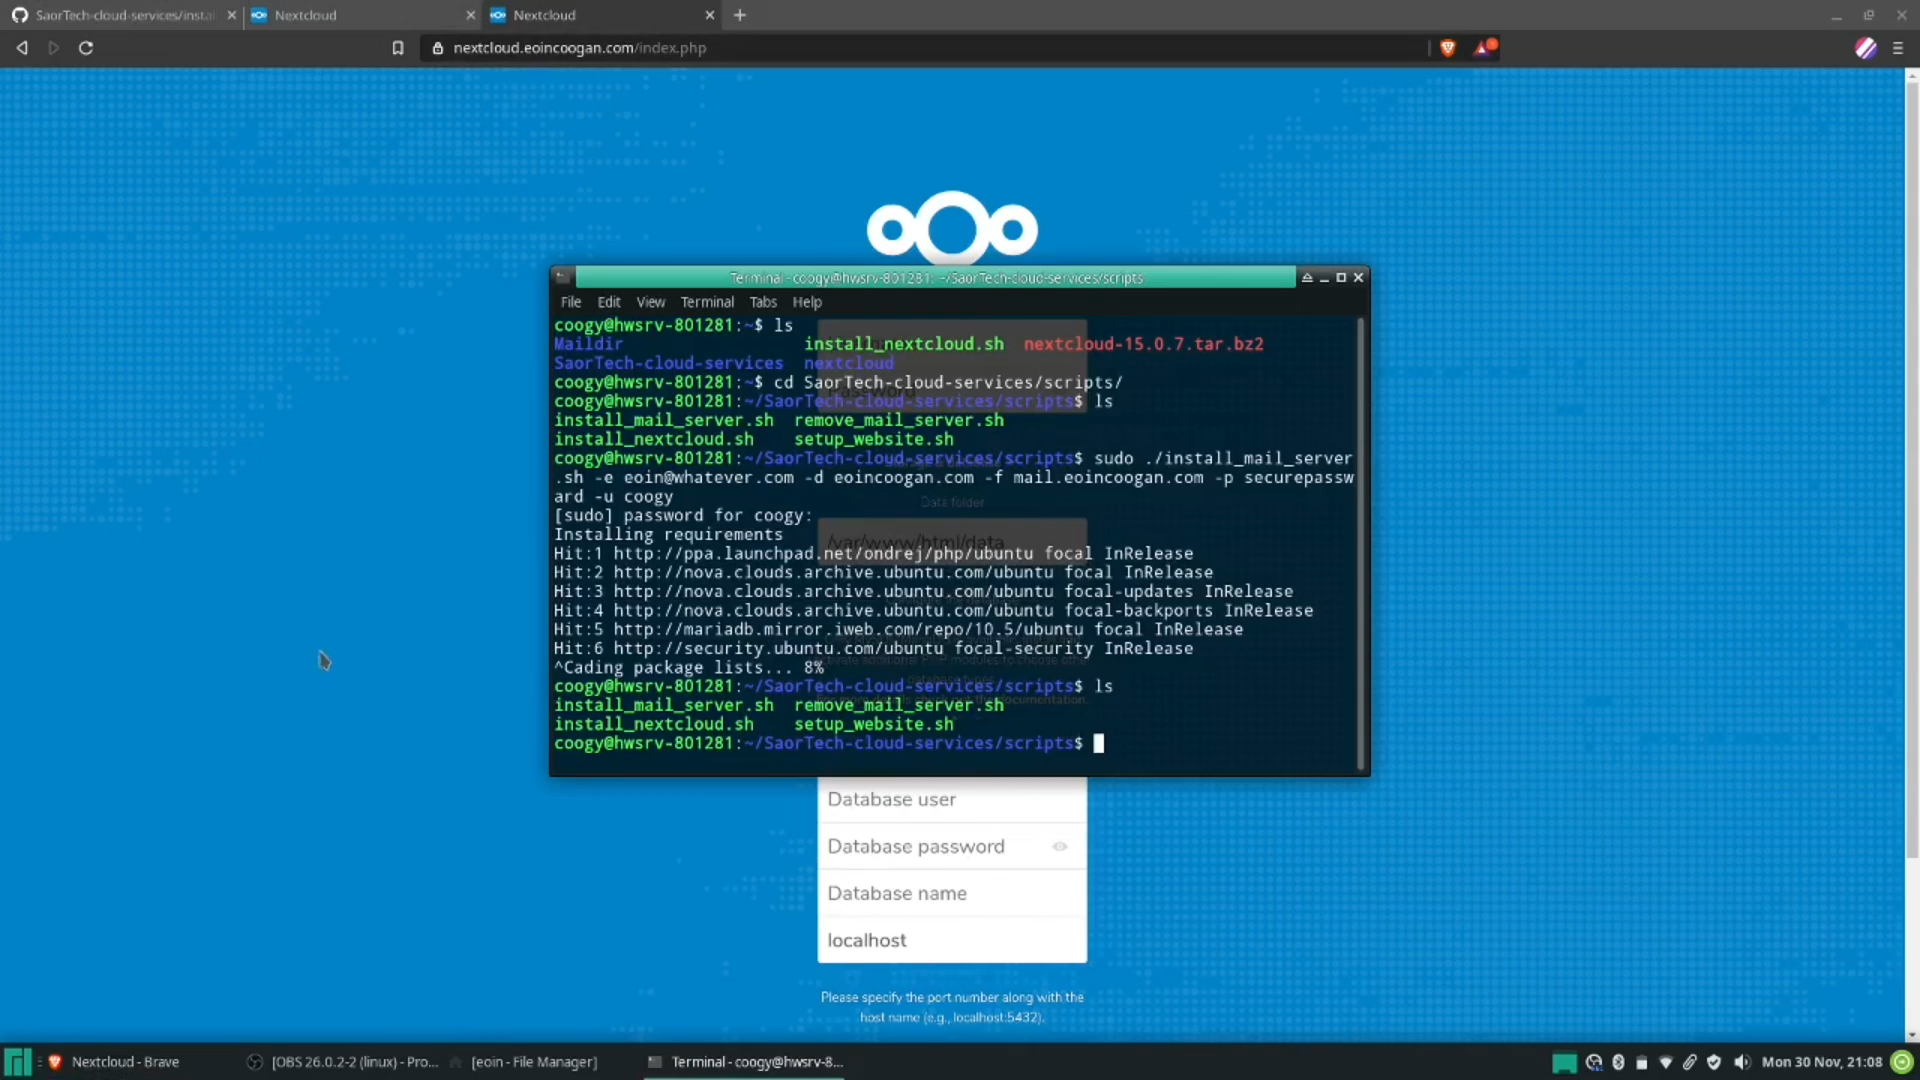 SaorTech-cloud-services/instal
Nextcloud
Nextcloud
nextcloud.eoincoogan.com/index.php
Terminal - coogy@hwsrv-801281: ~/SaorTech-cloud-services/scripts
File Edit View Terminal Tabs Help
coogy@hwsrv-801281:~$ ls
Maildir install_nextcloud.sh nextcloud-15.0.7.tar.bz2
SaorTech-cloud-services nextcloud
coogy@hwsrv-801281:~$ cd SaorTech-cloud-services/scripts/
coogy@hwsrv-801281:~/SaorTech-cloud-services/scripts$ ls
install_mail_server.sh remove_mail_server.sh
install_nextcloud.sh setup_website.sh
coogy@hwsrv-801281:~/SaorTech-cloud-services/scripts$ sudo ./install_mail_server
.sh -e eoin@whatever.com -d eoincoogan.com -f mail.eoincoogan.com -p securepassw
ard -u coogy
Data folder
[sudo] password for coogy:
Installing requirements
/var/www/html/data
Hit:1 http://ppa.launchpad.net/ondrej/php/ubuntu focal InRelease
Hit:2 http://nova.clouds.archive.ubuntu.com/ubuntu focal InRelease
Hit:3 http://nova.clouds.archive.ubuntu.com/ubuntu focal-updates InRelease
Hit:4 http://nova.clouds.archive.ubuntu.com/ubuntu focal-backports InRelease
Hit:5 http://mariadb.mirror.iweb.com/repo/10.5/ubuntu focal InRelease
Hit:6 http://security.ubuntu.com/ubuntu focal-security InRelease
^Cading package lists... 8%
coogy@hwsrv-801281:~/SaorTech-cloud-services/scripts$ ls
install_mail_server.sh remove_mail_server.sh
install_nextcloud.sh setup_website.sh
coogy@hwsrv-801281:~/SaorTech-cloud-services/scripts$
Database user
Database password
Database name
localhost
Please specify the port number along with the
host name (e.g., localhost:5432).
Nextcloud - Brave
[OBS 26.0.2-2 (linux) - Pro...
[eoin - File Manager]
Terminal - coogy@hwsrv-8...
Mon 30 Nov, 21:08